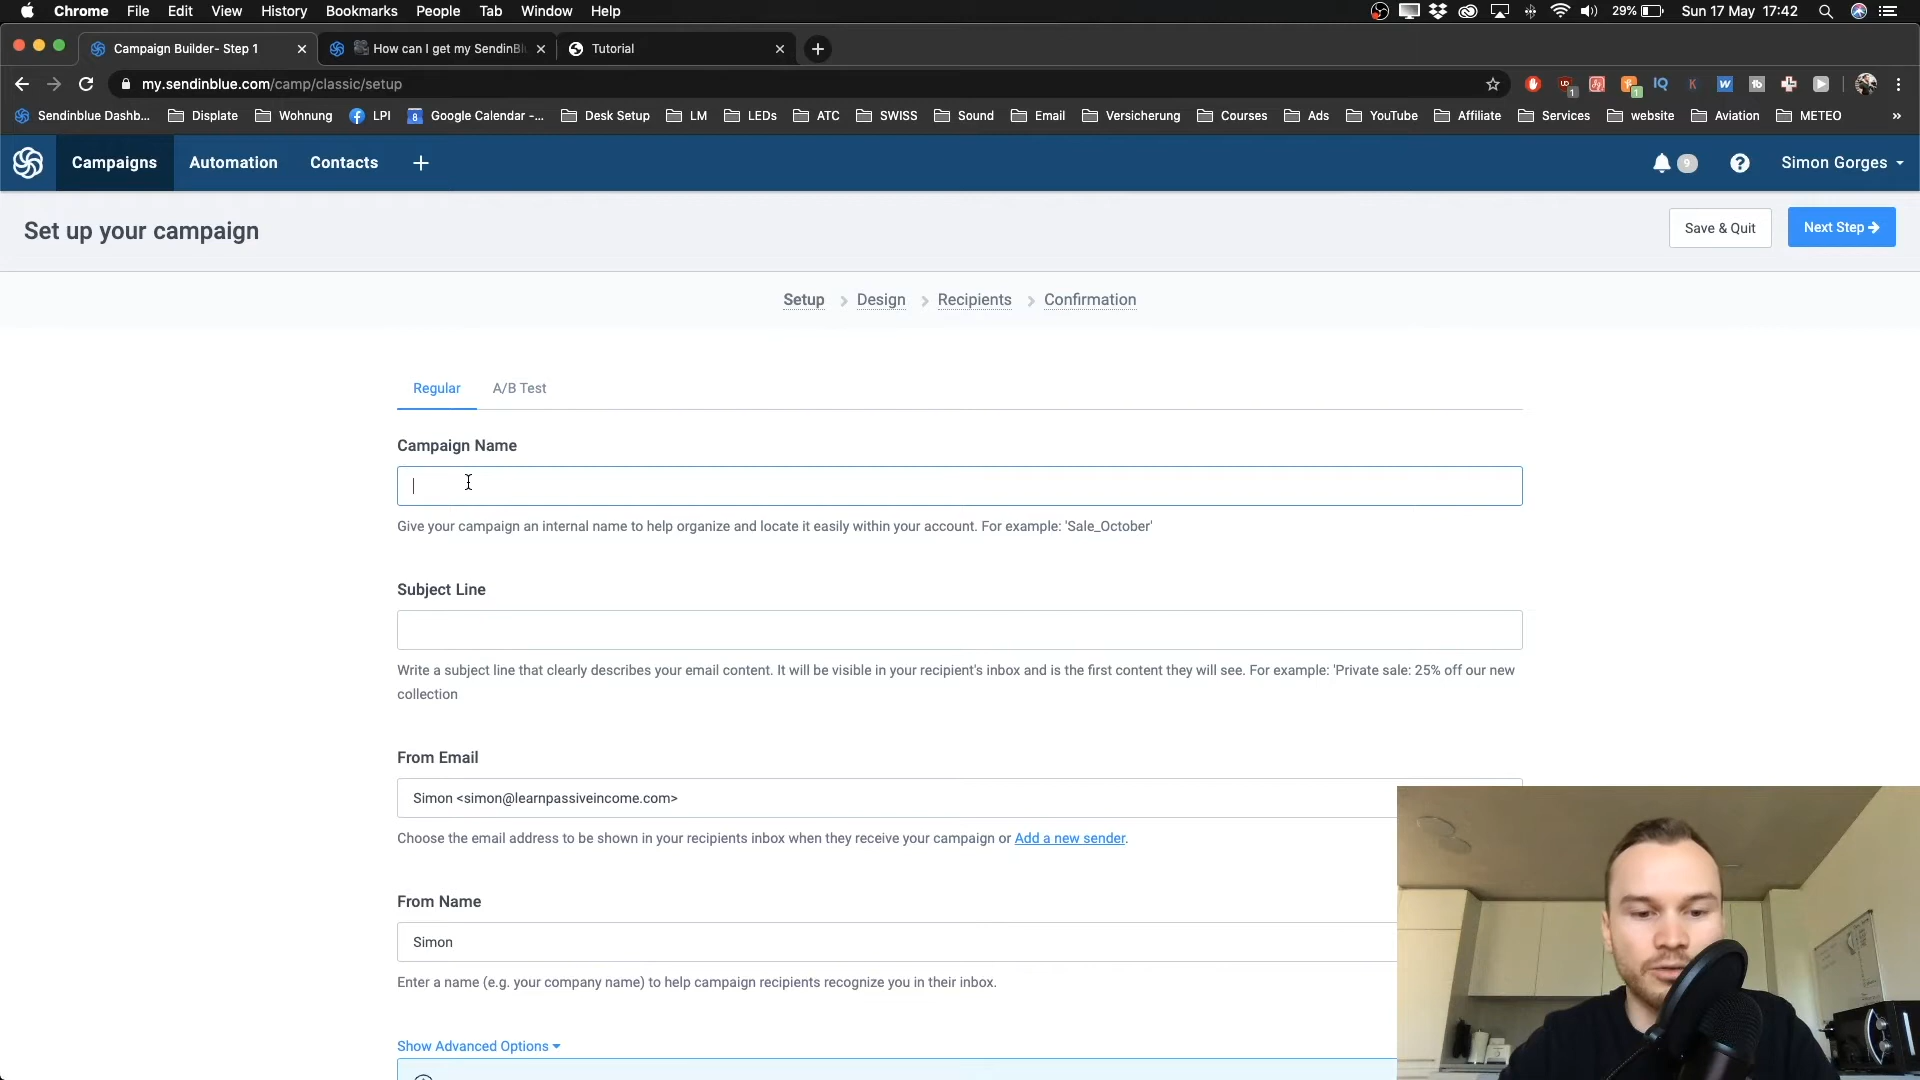 Chrome File Edit View History Bookmarks People Tab Window Help 29% Sun 17 May 17:42
Campaign Builder- Step 1 How can I get my SendinBl Tutorial
my.sendinblue.com/camp/classic/setup
Sendinblue Dashb... Displate Wohnung LPI Google Calendar -... Desk Setup LM LEDs ATC SWISS Sound Email Versicherung Courses Ads YouTube Affiliate Services website Aviation METEO »
Campaigns Automation Contacts + 9 ? Simon Gorges
Set up your campaign Save & Quit Next Step
Setup Design Recipients Confirmation
Regular A/B Test
Campaign Name
Give your campaign an internal name to help organize and locate it easily within your account. For example: 'Sale_October'
Subject Line
Write a subject line that clearly describes your email content. It will be visible in your recipient's inbox and is the first content they will see. For example: 'Private sale: 25% off our new
collection
From Email
Simon <simon@learnpassiveincome.com>
Choose the email address to be shown in your recipients inbox when they receive your campaign or Add a new sender.
From Name
Simon
Enter a name (e.g. your company name) to help campaign recipients recognize you in their inbox.
Show Advanced Options